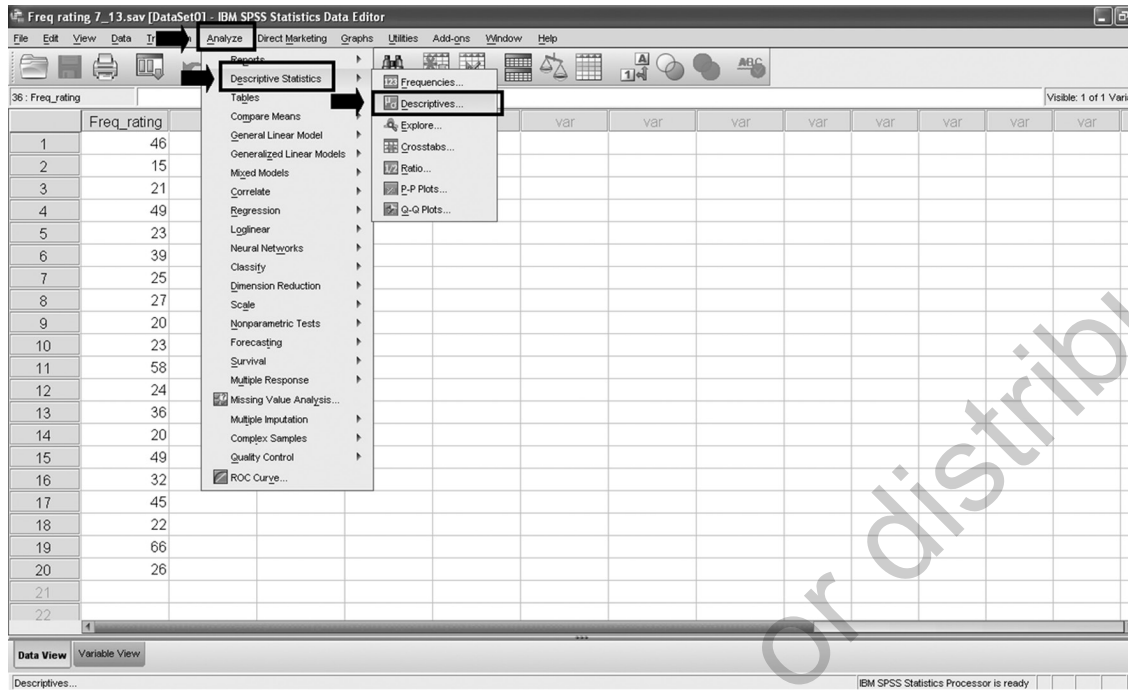 Freq rating 7_13.sav [DataSet0] - IBM SPSS Statistics Data Editor
File Edit View Data Analyze Direct Marketing Graphs Utilities Add-ons Window Help
36 : Freq_rating
Visible: 1 of 1 Vari
Reports
Descriptive Statistics
Tables
Compare Means
General Linear Model
Generalized Linear Models
Mixed Models
Correlate
Regression
Loglinear
Neural Networks
Classify
Dimension Reduction
Scale
Nonparametric Tests
Forecasting
Survival
Multiple Response
Missing Value Analysis...
Multiple Imputation
Complex Samples
Quality Control
ROC Curve...
Frequencies...
Descriptives...
Explore...
Crosstabs...
Ratio...
P-P Plots...
Q-Q Plots...
Freq_rating var var var var var var var var
1 46
2 15
3 21
4 49
5 23
6 39
7 25
8 27
9 20
10 23
11 58
12 24
13 36
14 20
15 49
16 32
17 45
18 22
19 66
20 26
21
22
Data View Variable View
Descriptives...
IBM SPSS Statistics Processor is ready
or distribu